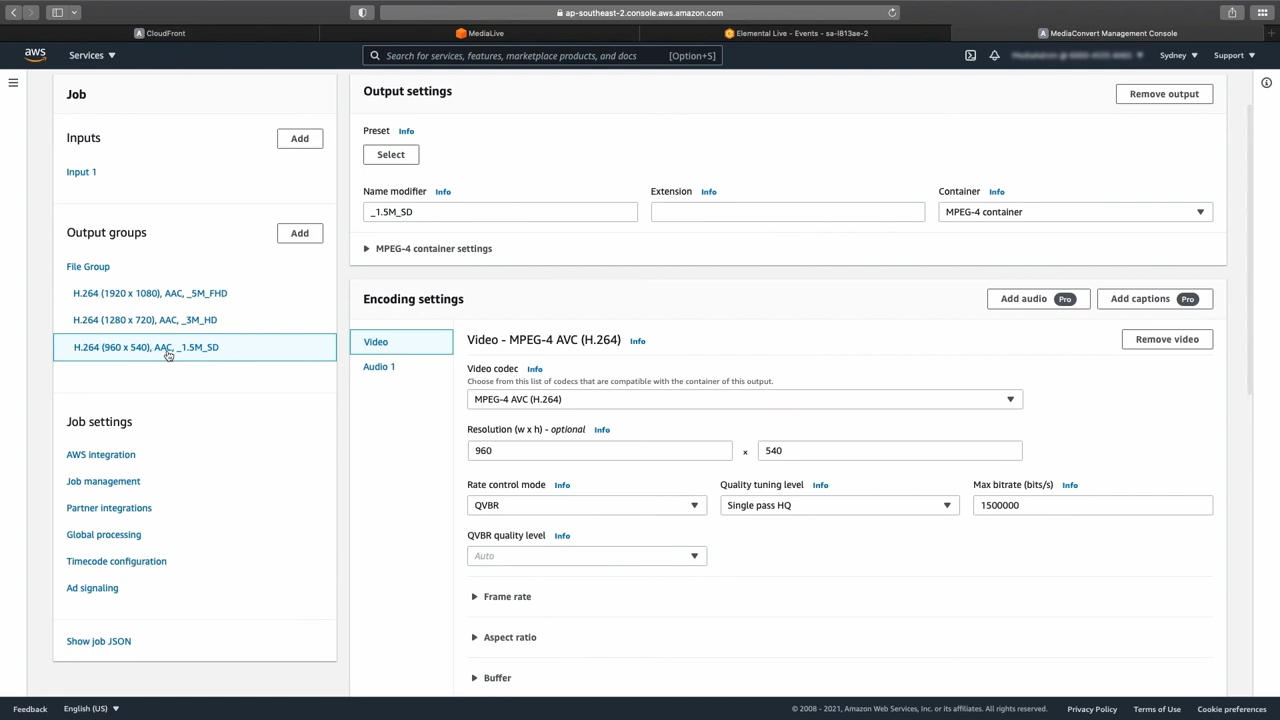 ap-southeast-2.console.aws.amazon.com
CloudFront
MediaLive
Elemental Live - Events - sa-l813ae-2
MediaConvert Management Console
aws
Services
Search for services, features, marketplace products, and docs
[Option+S]
Sydney
Support
Job
Inputs
Add
Input 1
Output groups
Add
File Group
H.264 (1920 x 1080), AAC, _5M_FHD
H.264 (1280 x 720), AAC, _3M_HD
H.264 (960 x 540), AAC, _1.5M_SD
Job settings
AWS integration
Job management
Partner integrations
Global processing
Timecode configuration
Ad signaling
Show job JSON
Output settings
Remove output
Preset Info
Select
Name modifier Info
Extension Info
Container Info
_1.5M_SD
MPEG-4 container
MPEG-4 container settings
Encoding settings
Add audio Pro
Add captions Pro
Video
Audio 1
Video - MPEG-4 AVC (H.264) Info
Remove video
Video codec Info
Choose from this list of codecs that are compatible with the container of this output.
MPEG-4 AVC (H.264)
Resolution (w x h) - optional Info
960 x 540
Rate control mode Info
Quality tuning level Info
Max bitrate (bits/s) Info
QVBR
Single pass HQ
1500000
QVBR quality level Info
Auto
Frame rate
Aspect ratio
Buffer
Feedback
English (US)
© 2008 - 2021, Amazon Web Services, Inc. or its affiliates. All rights reserved.
Privacy Policy
Terms of Use
Cookie preferences